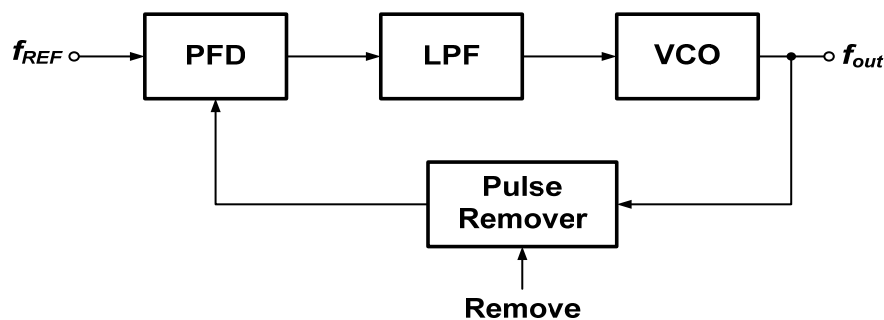 f_REF
PFD
LPF
VCO
f_out
Pulse
Remover
Remove